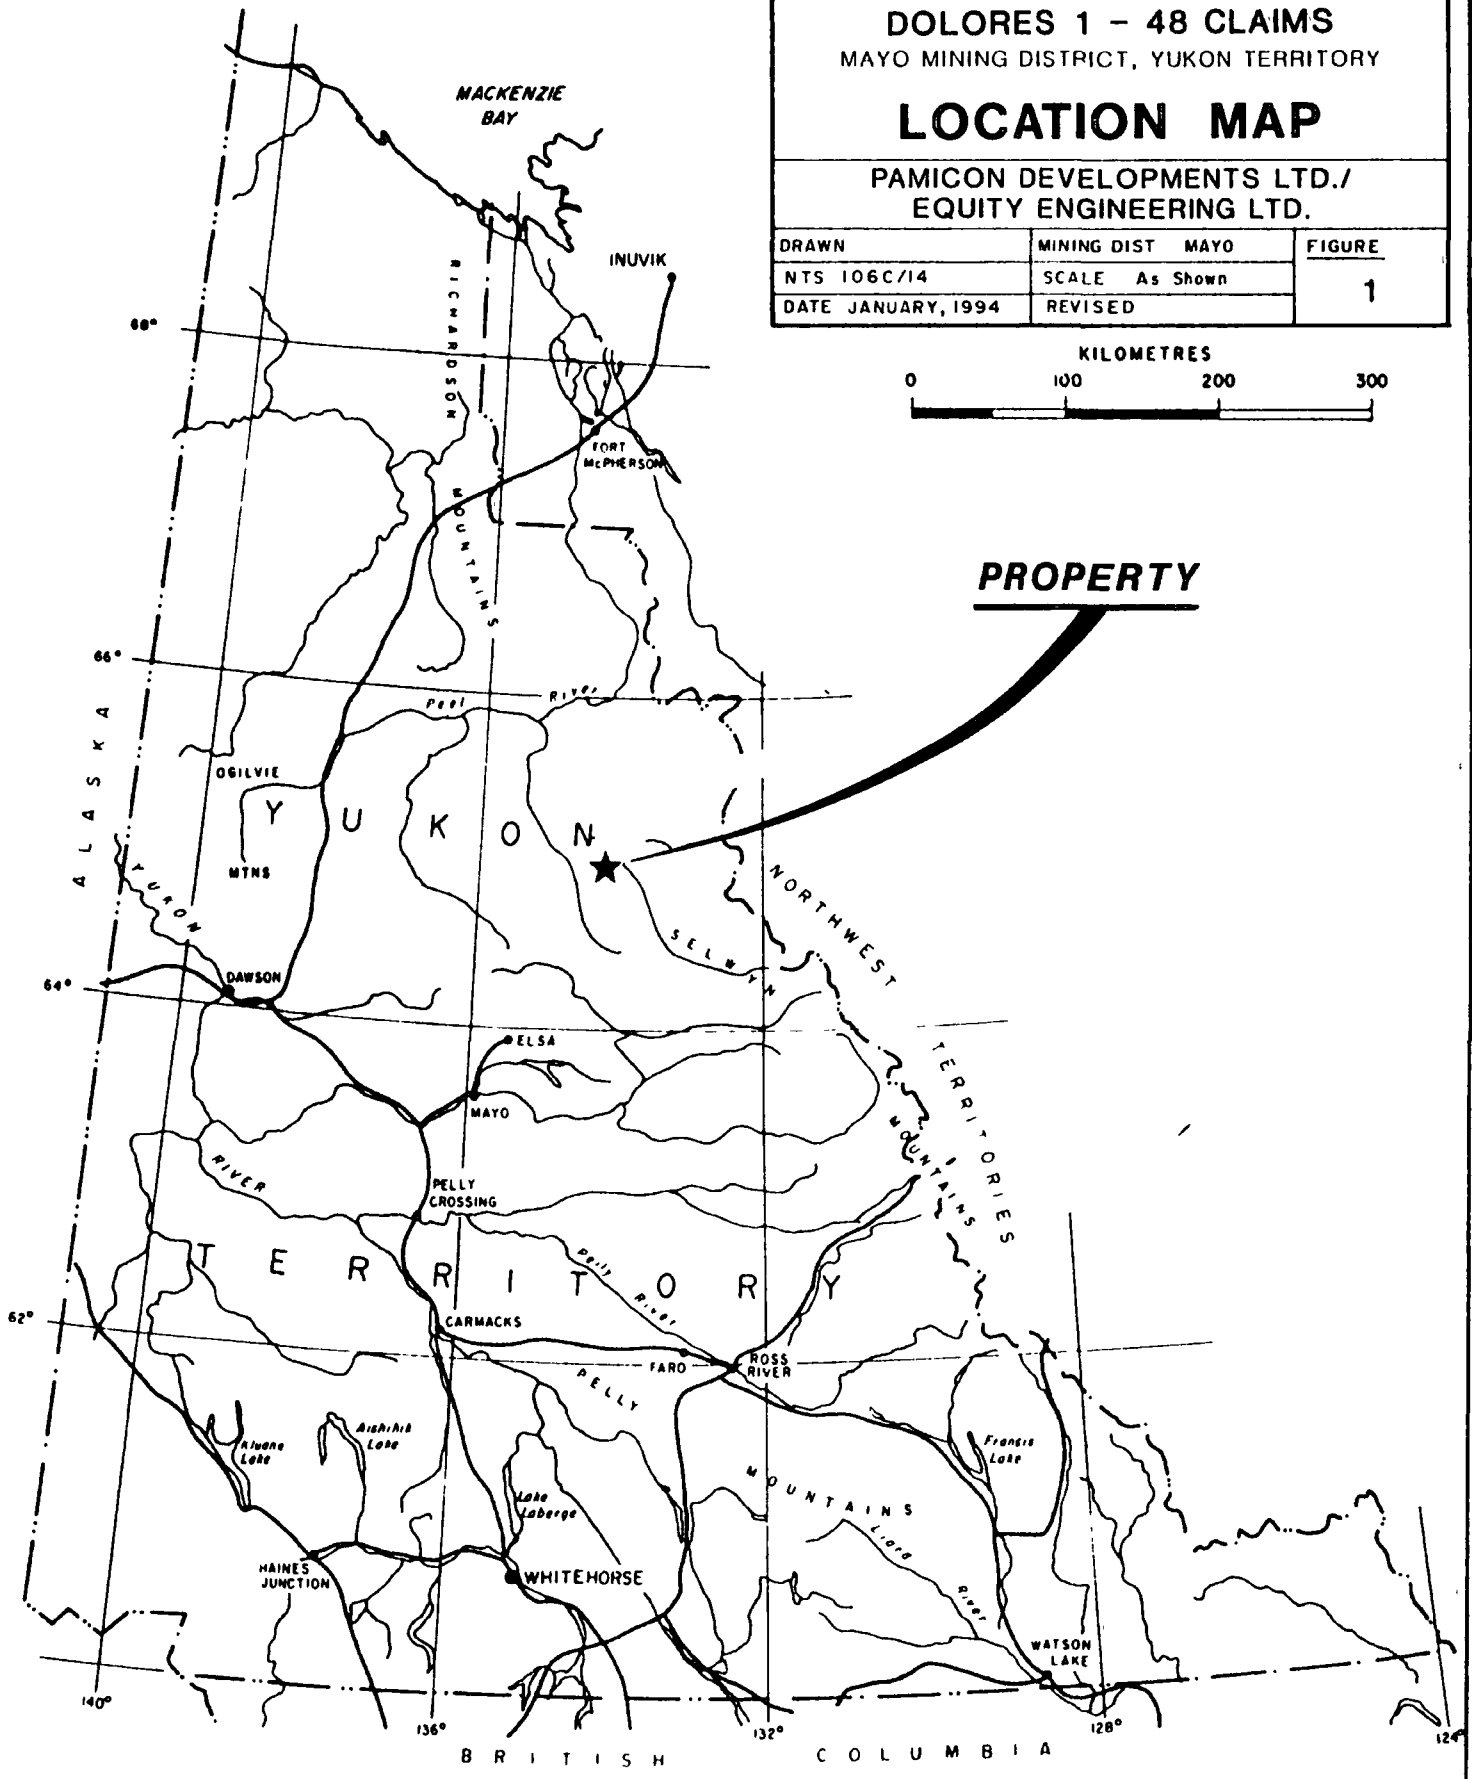 DOLORES 1 - 48 CLAIMS
MAYO MINING DISTRICT, YUKON TERRITORY
LOCATION MAP
PAMICON DEVELOPMENTS LTD./
EQUITY ENGINEERING LTD.
DRAWN
MINING DIST MAYO
FIGURE
NTS 106C/14
SCALE As Shown
1
DATE JANUARY, 1994
REVISED
KILOMETRES
0 100 200 300
MACKENZIE
BAY
INUVIK
68°
RICHARDSON
MOUNTAINS
FORT
McPHERSON
PROPERTY
66°
Peel River
ALASKA
OGILVIE
MTNS
YUKON
YUKON
NORTHWEST
TERRITORIES
SELWYN
MOUNTAINS
64°
DAWSON
ELSA
MAYO
RIVER
PELLY
CROSSING
TERRITORY
Pelly
River
62°
CARMACKS
FARO
ROSS
RIVER
PELLY
MOUNTAINS
Kluane
Lake
Aishihik
Lake
Francis
Lake
Lake
Laberge
Liard
River
HAINES
JUNCTION
WHITEHORSE
WATSON
LAKE
140°
136°
132°
128°
124°
BRITISH COLUMBIA